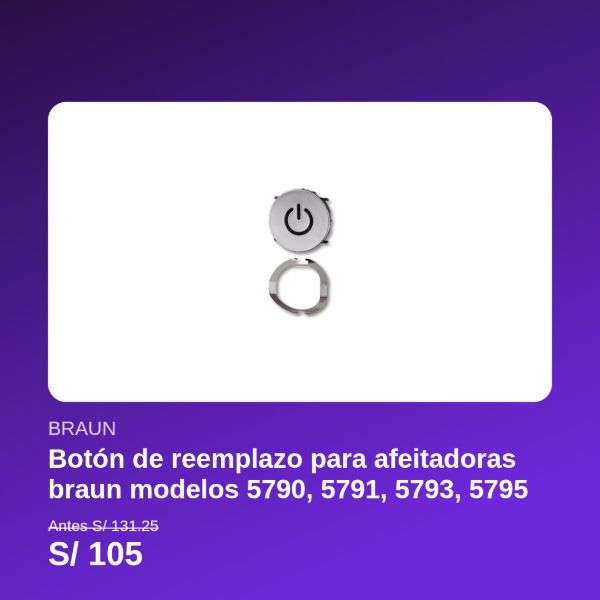 BRAUN
Botón de reemplazo para afeitadoras
braun modelos 5790, 5791, 5793, 5795
Antes S/ 131.25
S/ 105